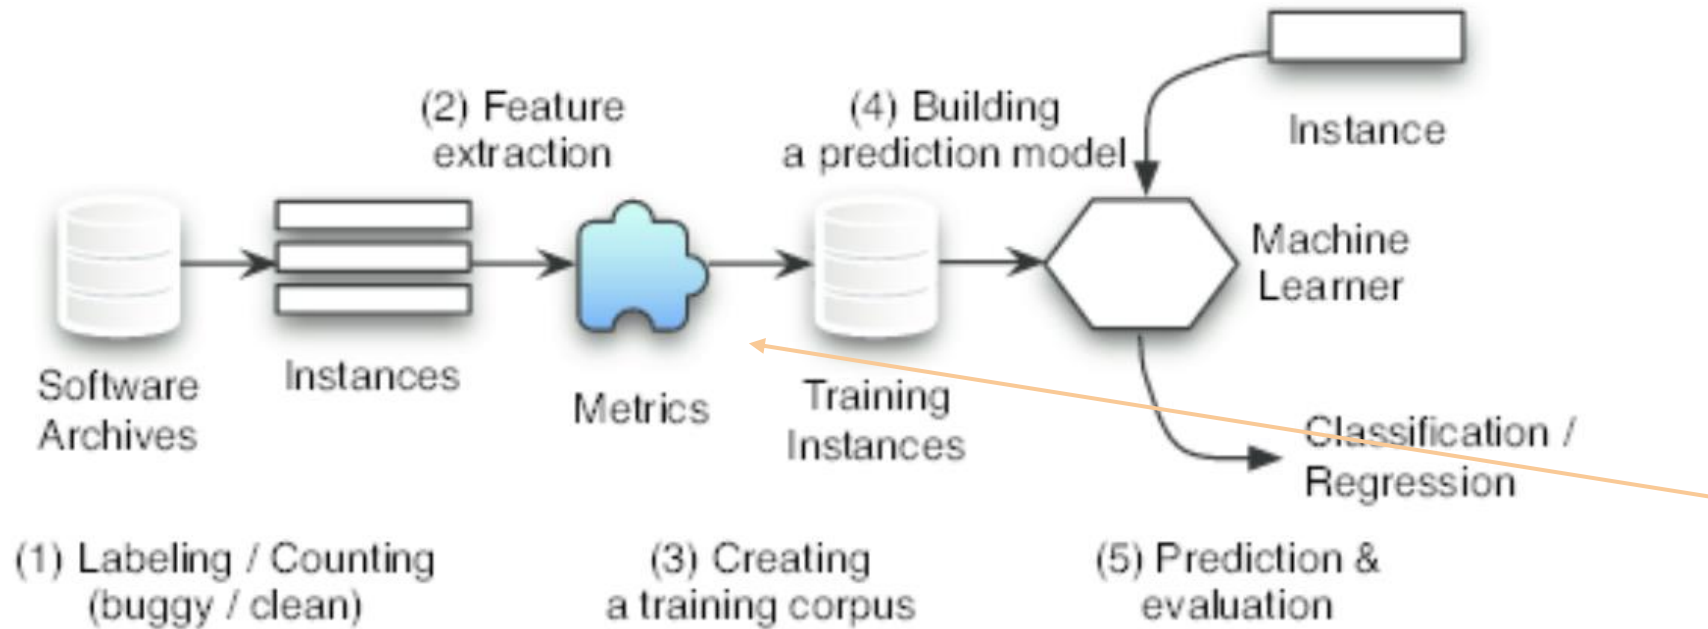 (2) Feature
extraction
(4) Building
a prediction model
Instance
Machine
Learner
Software
Archives
Instances
Metrics
Training
Instances
Classification /
Regression
(1) Labeling / Counting
(buggy / clean)
(3) Creating
a training corpus
(5) Prediction &
evaluation